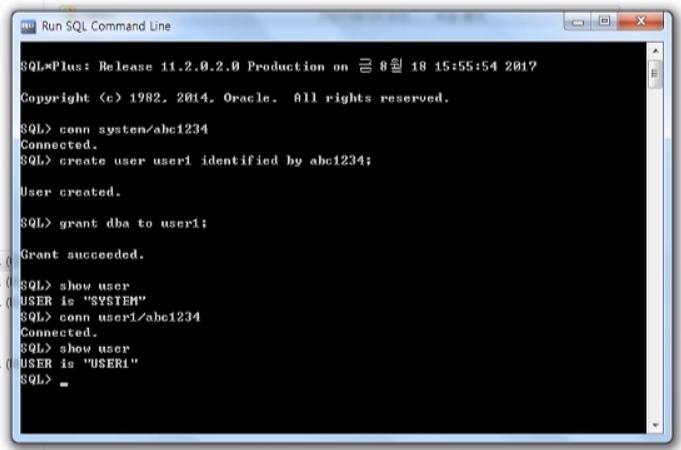 Run SQL Command Line
SQL*Plus: Release 11.2.0.2.0 Production on 금 8월 18 15:55:54 2017
Copyright (c) 1982, 2014, Oracle.  All rights reserved.
SQL> conn system/abc1234
Connected.
SQL> create user user1 identified by abc1234;
User created.
SQL> grant dba to user1;
Grant succeeded.
SQL> show user
USER is "SYSTEM"
SQL> conn user1/abc1234
Connected.
SQL> show user
USER is "USER1"
SQL> _